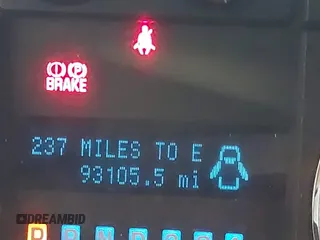 (!) (P)
BRAKE
237 MILES TO E
93105.5 mi
DREAMBID